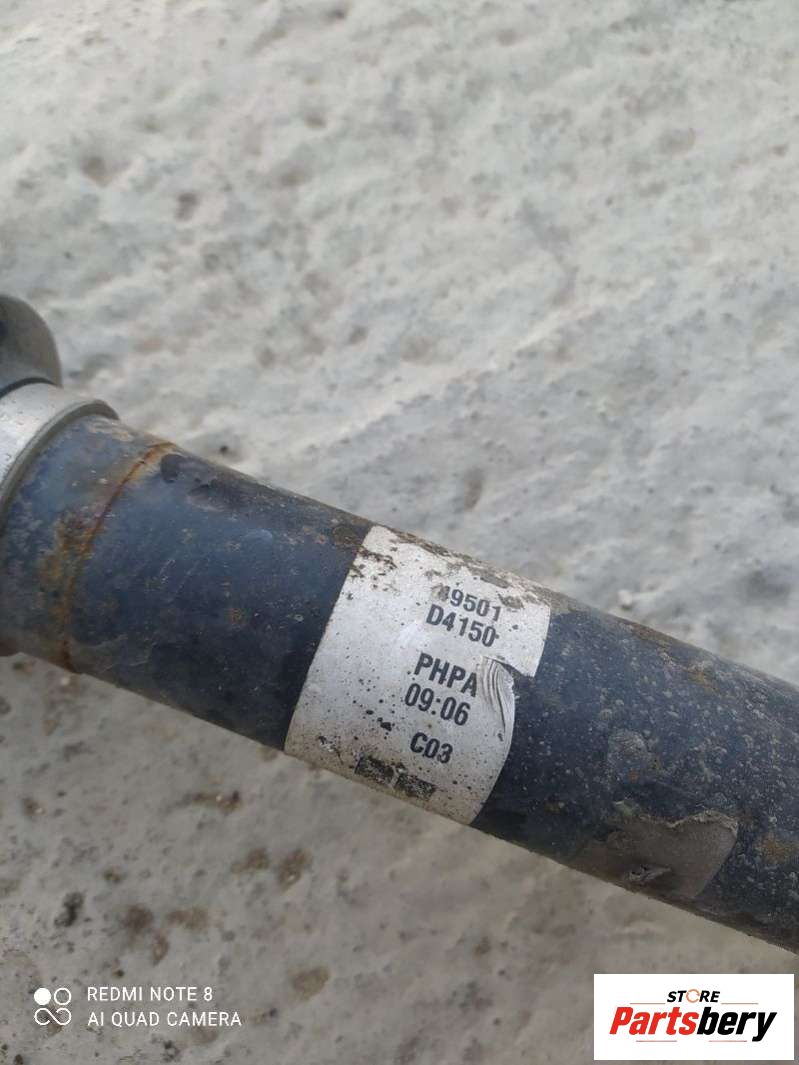 49501
D4150
PHPA
09:06
C03
REDMI NOTE 8
AI QUAD CAMERA
STORE
Partsbery